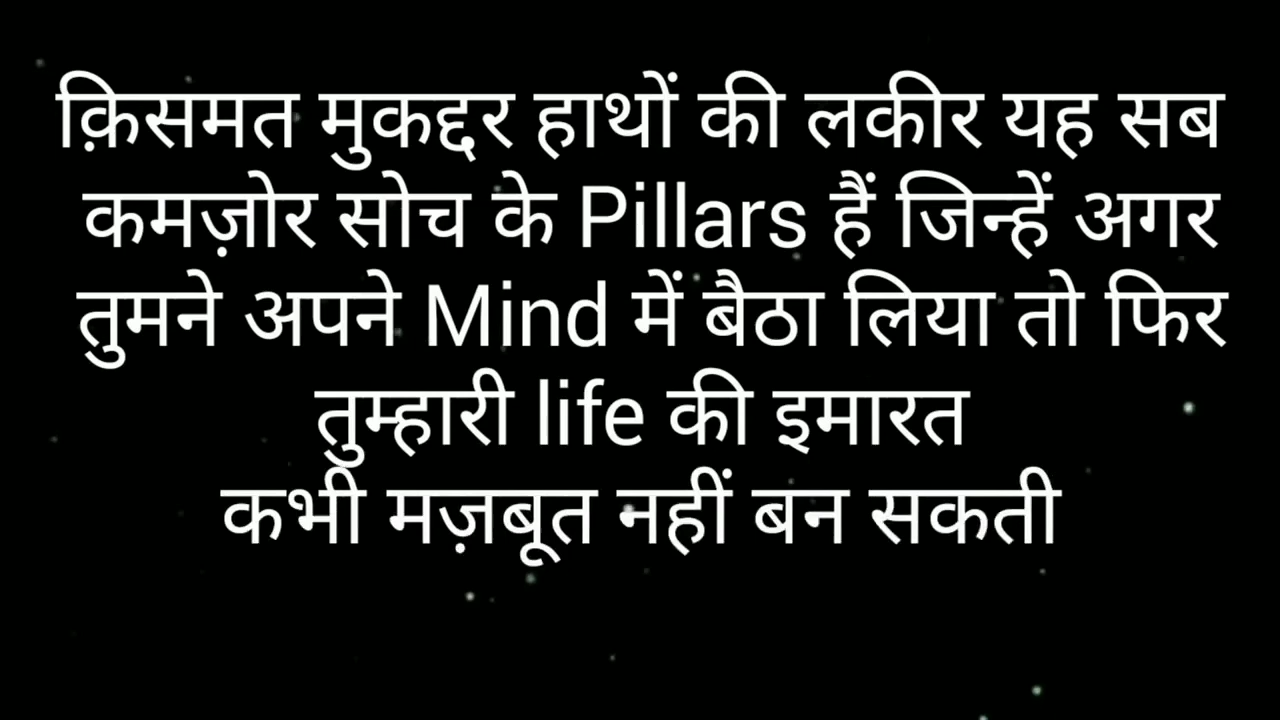 क़िसमत मुकद्दर हाथों की लकीर यह सब
कमज़ोर सोच के Pillars हैं जिन्हें अगर
तुमने अपने Mind में बैठा लिया तो फिर
तुम्हारी life की इमारत
कभी मज़बूत नहीं बन सकती